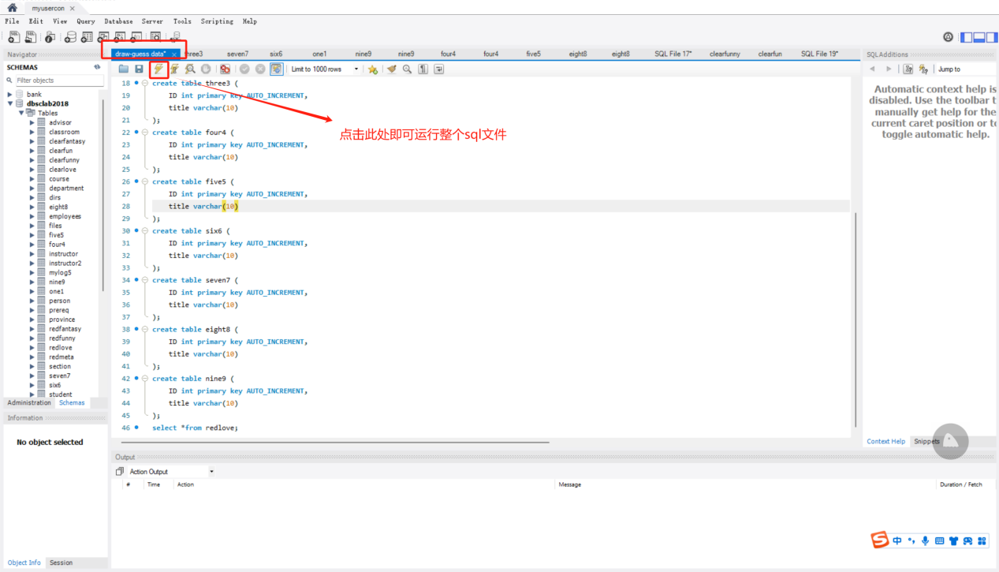 myusercon
File Edit View Query Database Server Tools Scripting Help
Navigator
SCHEMAS
Filter objects
bank
dbsclab2018
Tables
advisor
classroom
clearfantasy
clearfun
clearfunny
clearlove
course
department
dirs
eight8
employees
files
five5
four4
instructor
instructor2
mylog5
nine9
one1
person
prereq
province
redfantasy
redfunny
redlove
redmeta
section
seven7
six6
student
Administration Schemas
Information
No object selected
Object Info Session
draw-guess data* three3 seven7 six6 one1 nine9 nine9 four4 four4 five5 eight8 eight8 SQL File 17* clearfunny clearfun SQL File 19*
Limit to 1000 rows
18 create table three3 (
19 ID int primary key AUTO_INCREMENT,
20 title varchar(10)
21 );
22 create table four4 (
23 ID int primary key AUTO_INCREMENT,
24 title varchar(10)
25 );
26 create table five5 (
27 ID int primary key AUTO_INCREMENT,
28 title varchar(10)
29 );
30 create table six6 (
31 ID int primary key AUTO_INCREMENT,
32 title varchar(10)
33 );
34 create table seven7 (
35 ID int primary key AUTO_INCREMENT,
36 title varchar(10)
37 );
38 create table eight8 (
39 ID int primary key AUTO_INCREMENT,
40 title varchar(10)
41 );
42 create table nine9 (
43 ID int primary key AUTO_INCREMENT,
44 title varchar(10)
45 );
46 select *from redlove;
点击此处即可运行整个sql文件
Output
Action Output
# Time Action Message Duration / Fetch
SQLAdditions
Jump to
Automatic context help is
disabled. Use the toolbar t
manually get help for the
current caret position or to
toggle automatic help.
Context Help Snippets
中